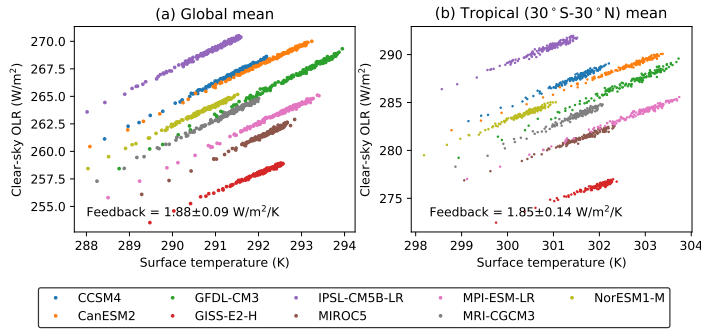 (a) Global mean
Clear-sky OLR (W/m²)
270.0
267.5
265.0
262.5
260.0
257.5
255.0
Feedback = 1.88±0.09 W/m²/K
288 289 290 291 292 293 294
Surface temperature (K)
(b) Tropical (30°S-30°N) mean
Clear-sky OLR (W/m²)
290
285
280
275
Feedback = 1.85±0.14 W/m²/K
298 299 300 301 302 303 304
Surface temperature (K)
CCSM4 GFDL-CM3 IPSL-CM5B-LR MPI-ESM-LR NorESM1-M
CanESM2 GISS-E2-H MIROC5 MRI-CGCM3